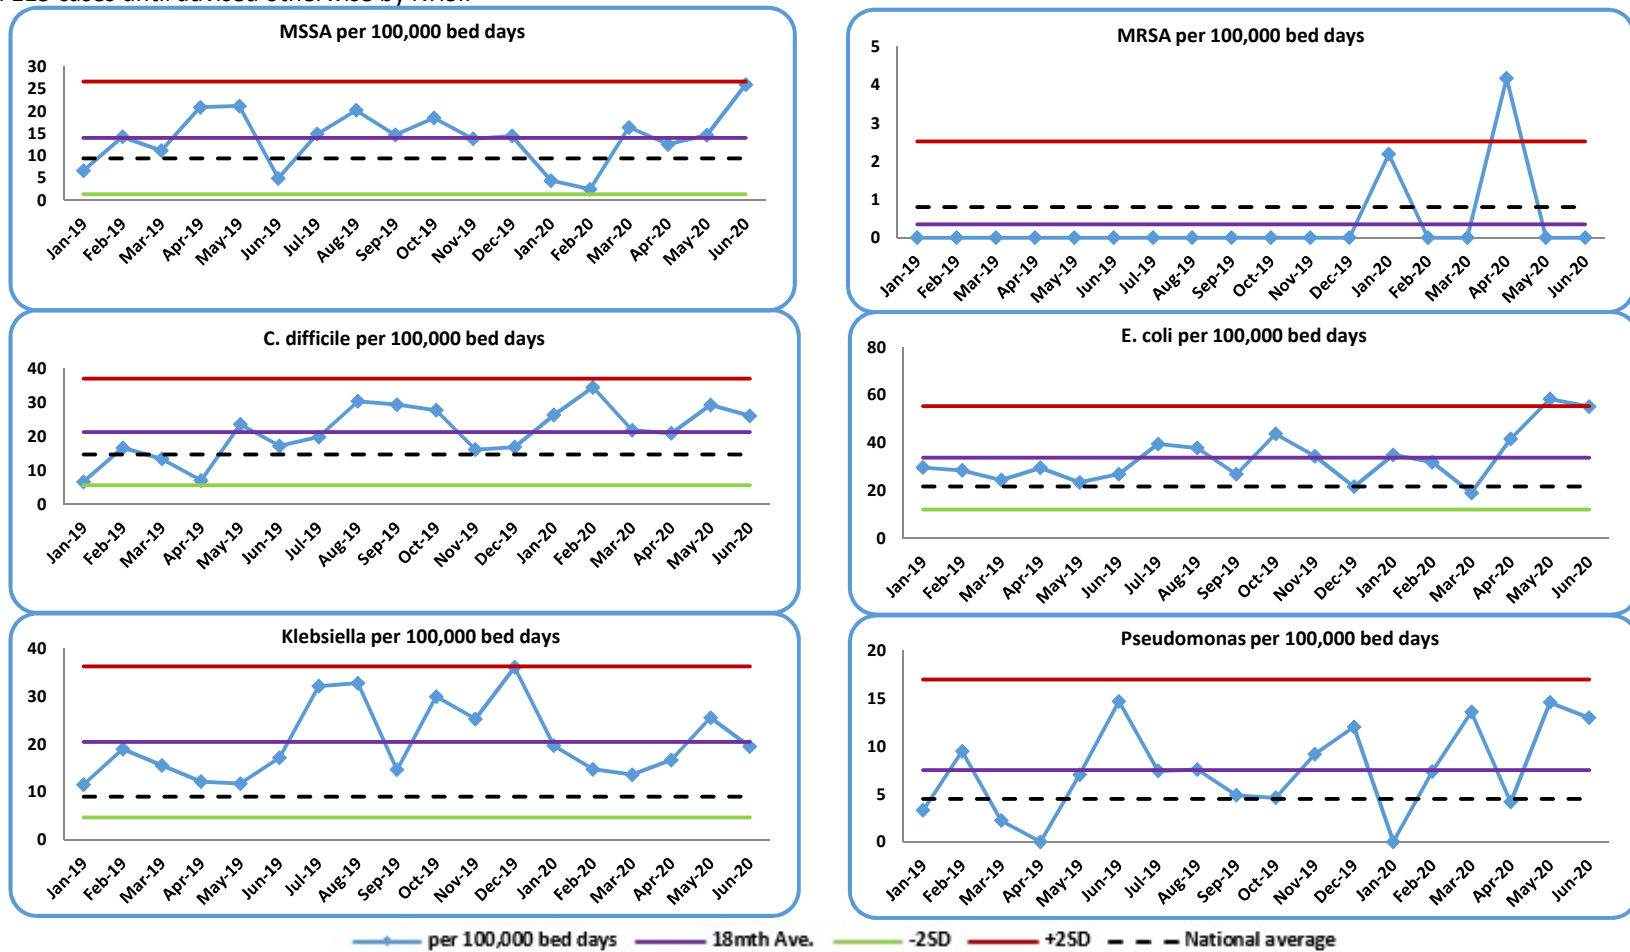 115 cases until advised otherwise by NHSI.
MSSA per 100,000 bed days
30
25
20
15
10
5
0
Jan-19 Feb-19 Mar-19 Apr-19 May-19 Jun-19 Jul-19 Aug-19 Sep-19 Oct-19 Nov-19 Dec-19 Jan-20 Feb-20 Mar-20 Apr-20 May-20 Jun-20
MRSA per 100,000 bed days
5
4
3
2
1
0
Jan-19 Feb-19 Mar-19 Apr-19 May-19 Jun-19 Jul-19 Aug-19 Sep-19 Oct-19 Nov-19 Dec-19 Jan-20 Feb-20 Mar-20 Apr-20 May-20 Jun-20
C. difficile per 100,000 bed days
40
30
20
10
0
Jan-19 Feb-19 Mar-19 Apr-19 May-19 Jun-19 Jul-19 Aug-19 Sep-19 Oct-19 Nov-19 Dec-19 Jan-20 Feb-20 Mar-20 Apr-20 May-20 Jun-20
E. coli per 100,000 bed days
80
60
40
20
0
Jan-19 Feb-19 Mar-19 Apr-19 May-19 Jun-19 Jul-19 Aug-19 Sep-19 Oct-19 Nov-19 Dec-19 Jan-20 Feb-20 Mar-20 Apr-20 May-20 Jun-20
Klebsiella per 100,000 bed days
40
30
20
10
0
Jan-19 Feb-19 Mar-19 Apr-19 May-19 Jun-19 Jul-19 Aug-19 Sep-19 Oct-19 Nov-19 Dec-19 Jan-20 Feb-20 Mar-20 Apr-20 May-20 Jun-20
Pseudomonas per 100,000 bed days
20
15
10
5
0
Jan-19 Feb-19 Mar-19 Apr-19 May-19 Jun-19 Jul-19 Aug-19 Sep-19 Oct-19 Nov-19 Dec-19 Jan-20 Feb-20 Mar-20 Apr-20 May-20 Jun-20
per 100,000 bed days 18mth Ave. -2SD +2SD National average